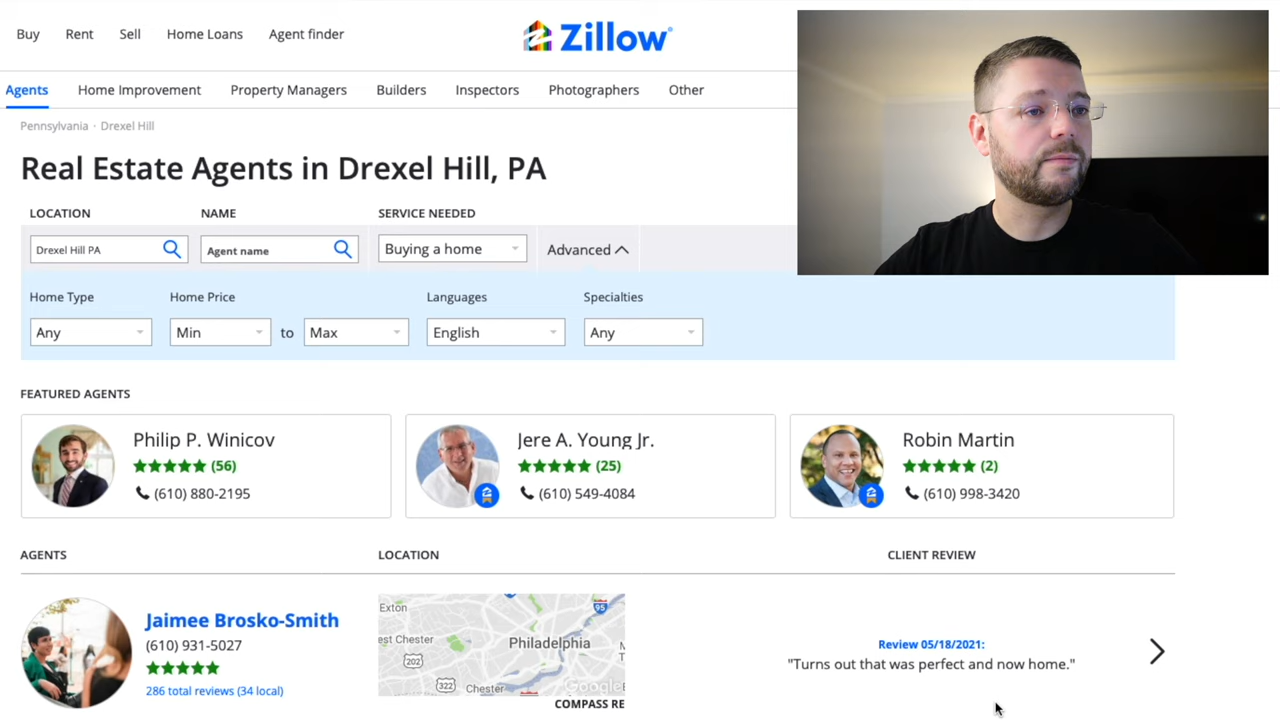 Buy Rent Sell Home Loans Agent finder
Zillow
Agents Home Improvement Property Managers Builders Inspectors Photographers Other
Pennsylvania · Drexel Hill
Real Estate Agents in Drexel Hill, PA
LOCATION NAME SERVICE NEEDED
Drexel Hill PA Agent name Buying a home Advanced
Home Type Home Price Languages Specialties
Any Min to Max English Any
FEATURED AGENTS
Philip P. Winicov Jere A. Young Jr. Robin Martin
(56) (25) (2)
(610) 880-2195 (610) 549-4084 (610) 998-3420
AGENTS LOCATION CLIENT REVIEW
Exton
95
Jaimee Brosko-Smith
(610) 931-5027
est Chester Philadelphia
Review 05/18/2021:
202
"Turns out that was perfect and now home."
322 Chester Google
286 total reviews (34 local)
COMPASS RE